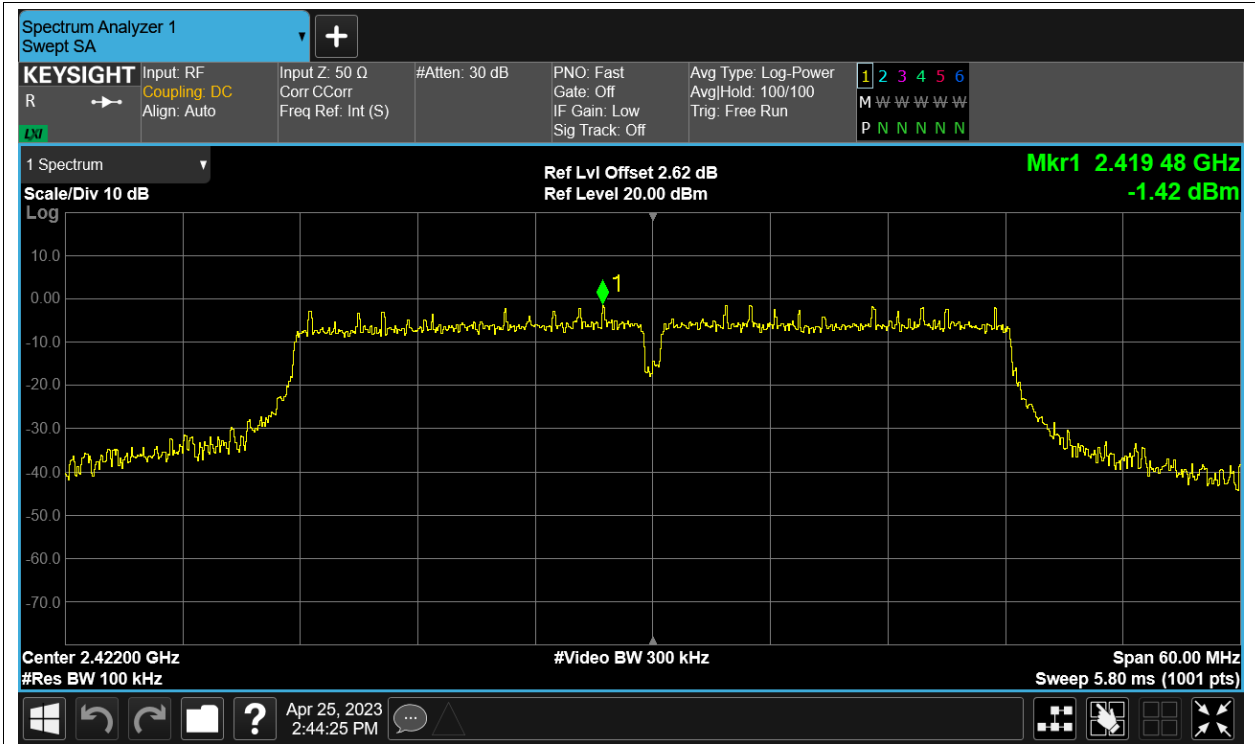 Spectrum Analyzer 1
Swept SA
KEYSIGHT
R
LXI
Input: RF
Coupling: DC
Align: Auto
Input Z: 50 Ω
Corr CCorr
Freq Ref: Int (S)
#Atten: 30 dB
PNO: Fast
Gate: Off
IF Gain: Low
Sig Track: Off
Avg Type: Log-Power
Avg|Hold: 100/100
Trig: Free Run
1 2 3 4 5 6
M W W W W W
P N N N N N
1 Spectrum
Scale/Div 10 dB
Ref Lvl Offset 2.62 dB
Ref Level 20.00 dBm
Mkr1 2.419 48 GHz
-1.42 dBm
Log
10.0
0.00
-10.0
-20.0
-30.0
-40.0
-50.0
-60.0
-70.0
1
Center 2.42200 GHz
#Res BW 100 kHz
#Video BW 300 kHz
Span 60.00 MHz
Sweep 5.80 ms (1001 pts)
?
Apr 25, 2023
2:44:25 PM